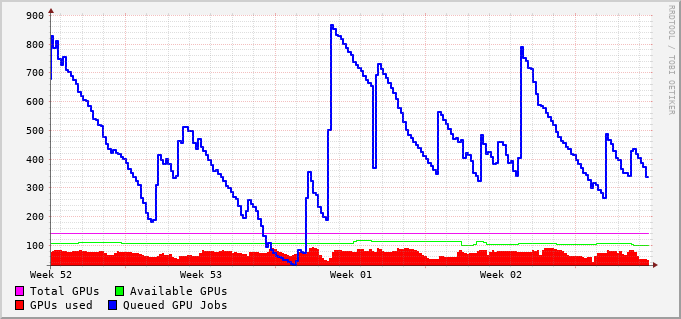 900
800
700
600
500
400
300
200
100
Week 52 Week 53 Week 01 Week 02
Total GPUs Available GPUs
GPUs used Queued GPU Jobs
RRDTOOL / TOBI OETIKER